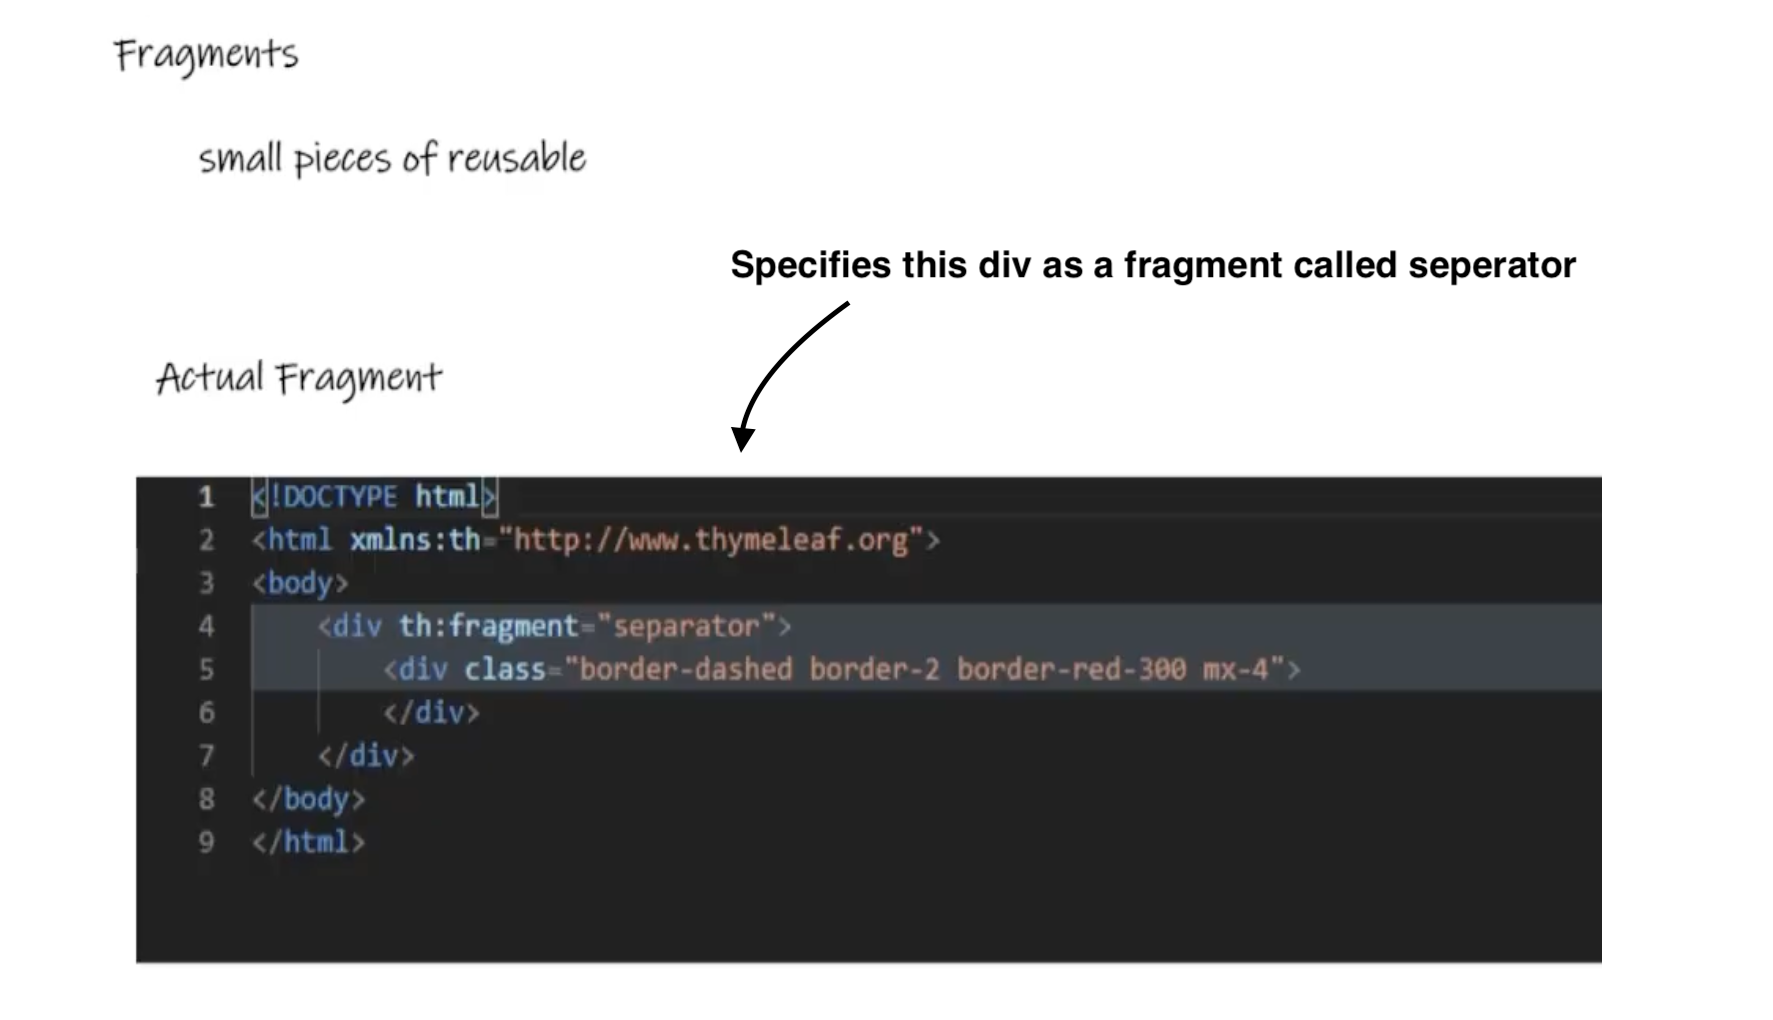 Fragments
small pieces of reusable
Specifies this div as a fragment called seperator
Actual Fragment
1 <!DOCTYPE html>
2 <html xmlns:th="http://www.thymeleaf.org">
3 <body>
4     <div th:fragment="separator">
5         <div class="border-dashed border-2 border-red-300 mx-4">
6         </div>
7     </div>
8 </body>
9 </html>